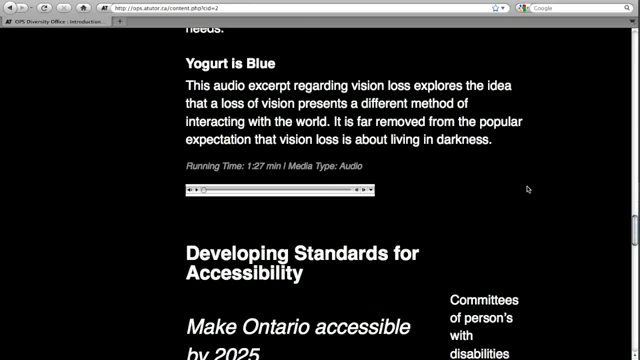 http://ops.atutor.ca/content.php?cid=2
Google
OPS Diversity Office : Introduction...
needs.
Yogurt is Blue
This audio excerpt regarding vision loss explores the idea
that a loss of vision presents a different method of
interacting with the world. It is far removed from the popular
expectation that vision loss is about living in darkness.
Running Time: 1:27 min I Media Type: Audio
Developing Standards for
Accessibility
Make Ontario accessible
by 2025
Committees
of person's
with
disabilities